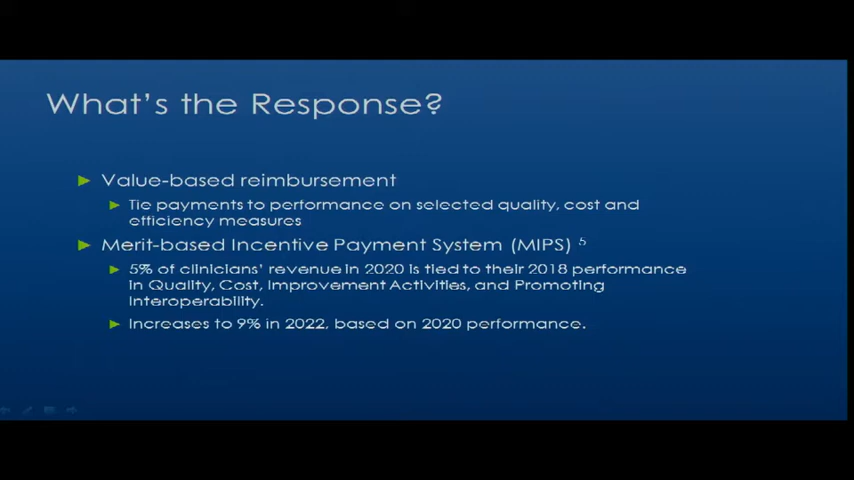 What's the Response?
Value-based reimbursement
Tie payments to performance on selected quality, cost and
efficiency measures
Merit-based Incentive Payment System (MIPS) 5
5% of clinicians' revenue in 2020 is tied to their 2018 performance
in Quality, Cost, Improvement Activities, and Promoting
Interoperability.
Increases to 9% in 2022, based on 2020 performance.